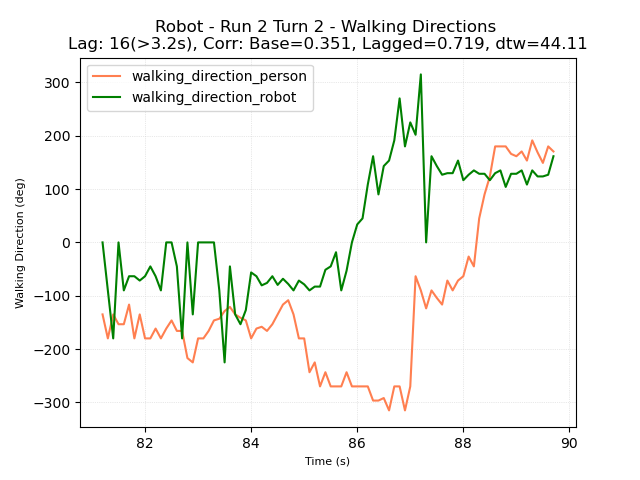 Robot - Run 2 Turn 2 - Walking Directions
Lag: 16(>3.2s), Corr: Base=0.351, Lagged=0.719, dtw=44.11
walking_direction_person
walking_direction_robot
Walking Direction (deg)
300
200
100
0
−100
−200
−300
82
84
86
88
90
Time (s)